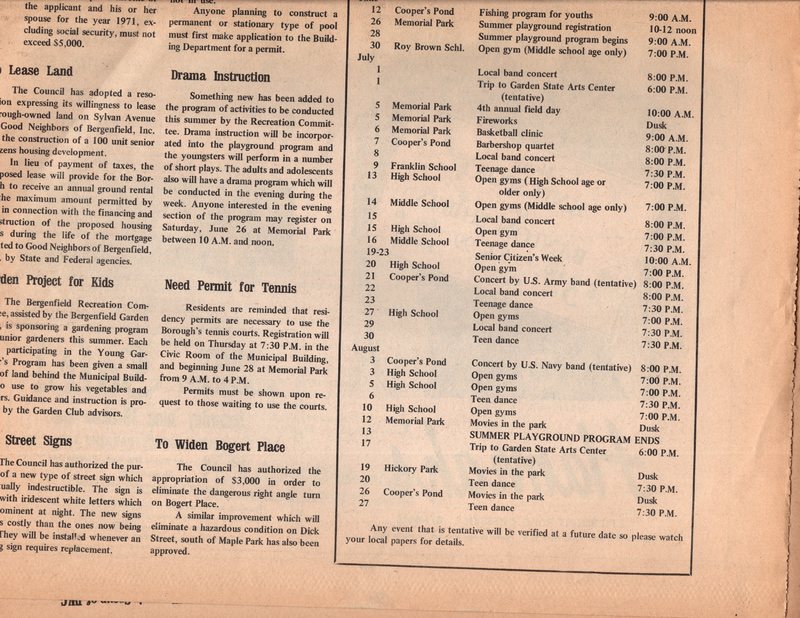 the applicant and his or her
spouse for the year 1971, ex-
cluding social security, must not
exceed $5,000.
Lease Land
The Council has adopted a reso-
ion expressing its willingness to lease
rough-owned land on Sylvan Avenue
Good Neighbors of Bergenfield, Inc.
the construction of a 100 unit senior
zens housing development.
In lieu of payment of taxes, the
posed lease will provide for the Bor-
h to receive an annual ground rental
he maximum amount permitted by
in connection with the financing and
struction of the proposed housing
s during the life of the mortgage
ted to Good Neighbors of Bergenfield,
, by State and Federal agencies.
den Project for Kids
The Bergenfield Recreation Com-
ee, assisted by the Bergenfield Garden
, is sponsoring a gardening program
unior gardeners this summer. Each
participating in the Young Gar-
r's Program has been given a small
of land behind the Municipal Build-
o use to grow his vegetables and
rs. Guidance and instruction is pro-
by the Garden Club advisors.
Street Signs
The Council has authorized the pur-
of a new type of street sign which
ually indestructible. The sign is
with iridescent white letters which
ominent at night. The new signs
s costly than the ones now being
They will be installed whenever an
g sign requires replacement.
not in use.
Anyone planning to construct a
permanent or stationary type of pool
must first make application to the Build-
ing Department for a permit.
Drama Instruction
Something new has been added to
the program of activities to be conducted
this summer by the Recreation Commit-
tee. Drama instruction will be incorpor-
ated into the playground program and
the youngsters will perform in a number
of short plays. The adults and adolescents
also will have a drama program which will
be conducted in the evening during the
week. Anyone interested in the evening
section of the program may register on
Saturday, June 26 at Memorial Park
between 10 A.M. and noon.
Need Permit for Tennis
Residents are reminded that resi-
dency permits are necessary to use the
Borough's tennis courts. Registration will
be held on Thursday at 7:30 P.M. in the
Civic Room of the Municipal Building,
and beginning June 28 at Memorial Park
from 9 A.M. to 4 P.M.
Permits must be shown upon re-
quest to those waiting to use the courts.
To Widen Bogert Place
The Council has authorized the
appropriation of $3,000 in order to
eliminate the dangerous right angle turn
on Bogert Place.
A similar improvement which will
eliminate a hazardous condition on Dick
Street, south of Maple Park has also been
approved.
12 Cooper's Pond Fishing program for youths 9:00 A.M.
26 Memorial Park Summer playground registration 10-12 noon
28 Summer playground program begins 9:00 A.M.
30 Roy Brown Schl. Open gym (Middle school age only) 7:00 P.M.
July
1 Local band concert 8:00 P.M.
1 Trip to Garden State Arts Center 6:00 P.M.
(tentative)
5 Memorial Park 4th annual field day 10:00 A.M.
5 Memorial Park Fireworks Dusk
6 Memorial Park Basketball clinic 9:00 A.M.
7 Cooper's Pond Barbershop quartet 8:00 P.M.
8 Local band concert 8:00 P.M.
9 Franklin School Teenage dance 7:30 P.M.
13 High School Open gyms (High School age or 7:00 P.M.
older only)
14 Middle School Open gyms (Middle school age only) 7:00 P.M.
15 Local band concert 8:00 P.M.
15 High School Open gym 7:00 P.M.
16 Middle School Teenage dance 7:30 P.M.
19-23 Senior Citizen's Week 10:00 A.M.
20 High School Open gym 7:00 P.M.
21 Cooper's Pond Concert by U.S. Army band (tentative) 8:00 P.M.
22 Local band concert 8:00 P.M.
23 Teenage dance 7:30 P.M.
27 High School Open gyms 7:00 P.M.
29 Local band concert 7:30 P.M.
30 Teen dance 7:30 P.M.
August
3 Cooper's Pond Concert by U.S. Navy band (tentative) 8:00 P.M.
3 High School Open gyms 7:00 P.M.
5 High School Open gyms 7:00 P.M.
6 Teen dance 7:30 P.M.
10 High School Open gyms 7:00 P.M.
12 Memorial Park Movies in the park Dusk
13 SUMMER PLAYGROUND PROGRAM ENDS
17 Trip to Garden State Arts Center 6:00 P.M.
(tentative)
19 Hickory Park Movies in the park Dusk
20 Teen dance 7:30 P.M.
26 Cooper's Pond Movies in the park Dusk
27 Teen dance 7:30 P.M.
Any event that is tentative will be verified at a future date so please watch
your local papers for details.